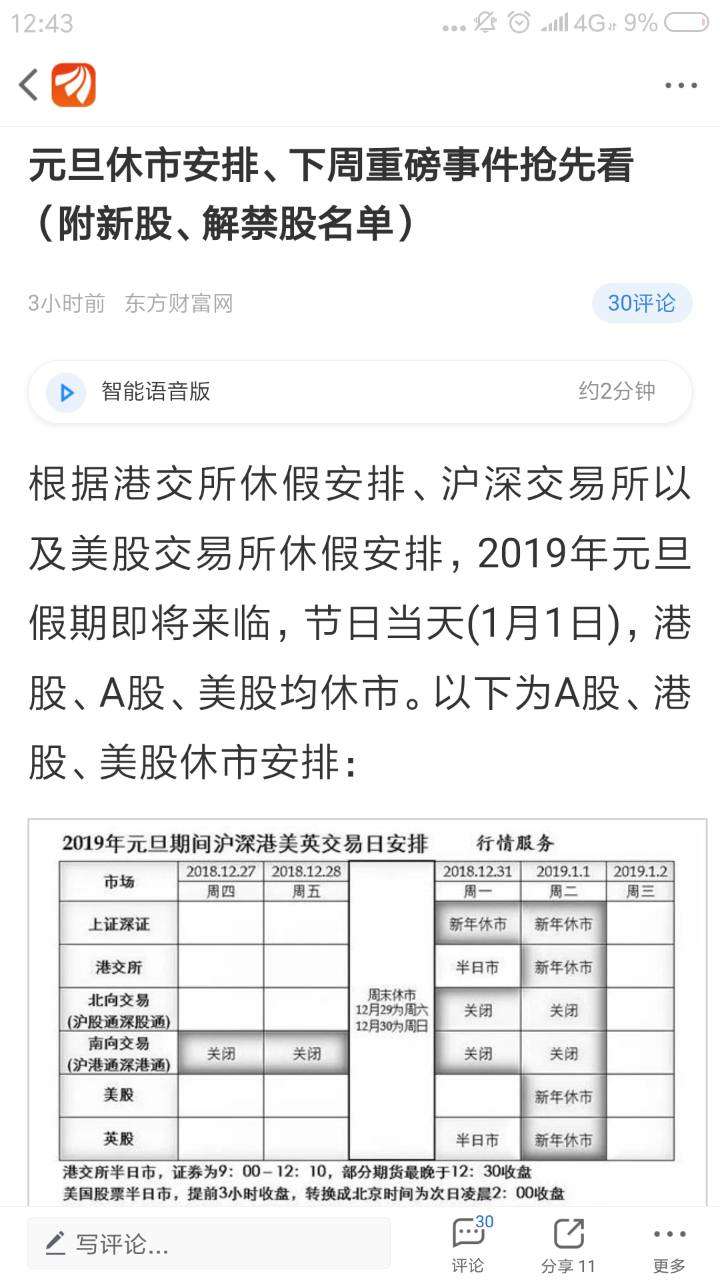 12:43
4G 9%
元旦休市安排、下周重磅事件抢先看
（附新股、解禁股名单）
3小时前 东方财富网
30评论
智能语音版
约2分钟
根据港交所休假安排、沪深交易所以
及美股交易所休假安排，2019年元旦
假期即将来临，节日当天(1月1日)，港
股、A股、美股均休市。以下为A股、港
股、美股休市安排：
2019年元旦期间沪深港美英交易日安排 行情服务
市场 2018.12.27 2018.12.28 2018.12.31 2019.1.1 2019.1.2
周四 周五 周一 周二 周三
上证深证 新年休市 新年休市
港交所 半日市 新年休市
周末休市
12月29为周六
12月30为周日
北向交易
(沪股通深股通) 关闭 关闭
南向交易
(沪港通深港通) 关闭 关闭 关闭 关闭
美股 新年休市
英股 半日市 新年休市
港交所半日市，证券为9：00－12：10，部分期货最晚于12：30收盘
美国股票半日市，提前3小时收盘，转换成北京时间为次日凌晨2：00收盘
写评论...
30
评论
分享 11
更多